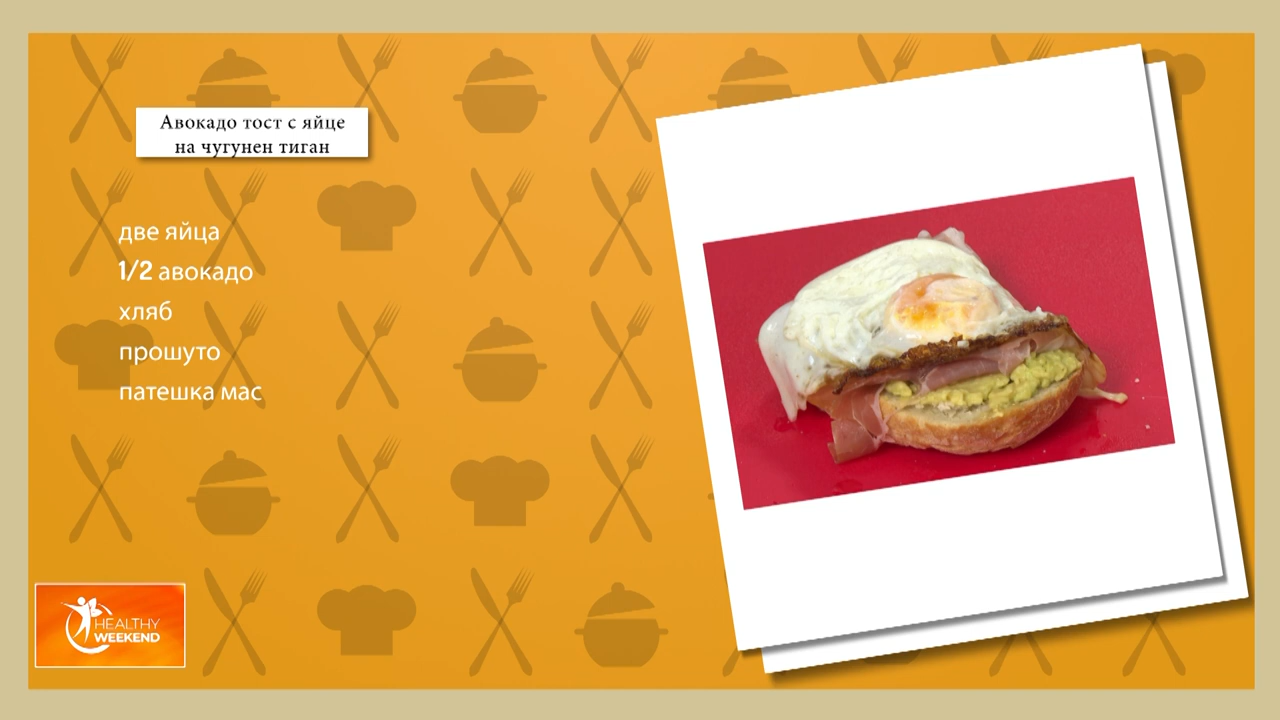 Авокадо тост с яйце
на чугунен тиган
две яйца
1/2 авокадо
хляб
прошуто
патешка мас
HEALTHY
WEEKEND